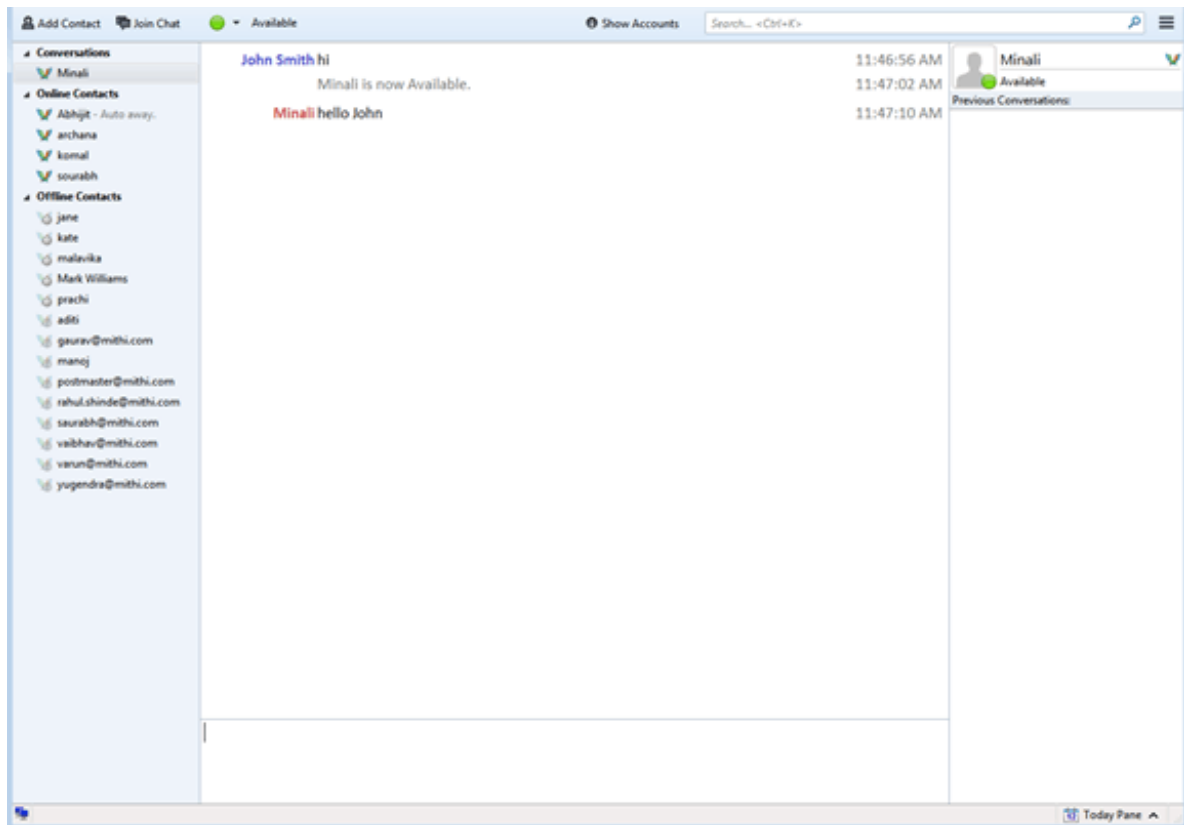 Add Contact Join Chat Available Show Accounts Search... <Ctrl+K>
Conversations
Minali
Online Contacts
Abhijit - Auto away.
archana
komal
sourabh
Offline Contacts
jane
kate
malavika
Mark Williams
prachi
aditi
gaurav@mithi.com
manoj
postmaster@mithi.com
rahul.shinde@mithi.com
saurabh@mithi.com
vaibhav@mithi.com
varun@mithi.com
yugendra@mithi.com
John Smith hi 11:46:56 AM
Minali is now Available. 11:47:02 AM
Minali hello John 11:47:10 AM
Minali
Available
Previous Conversations:
Today Pane